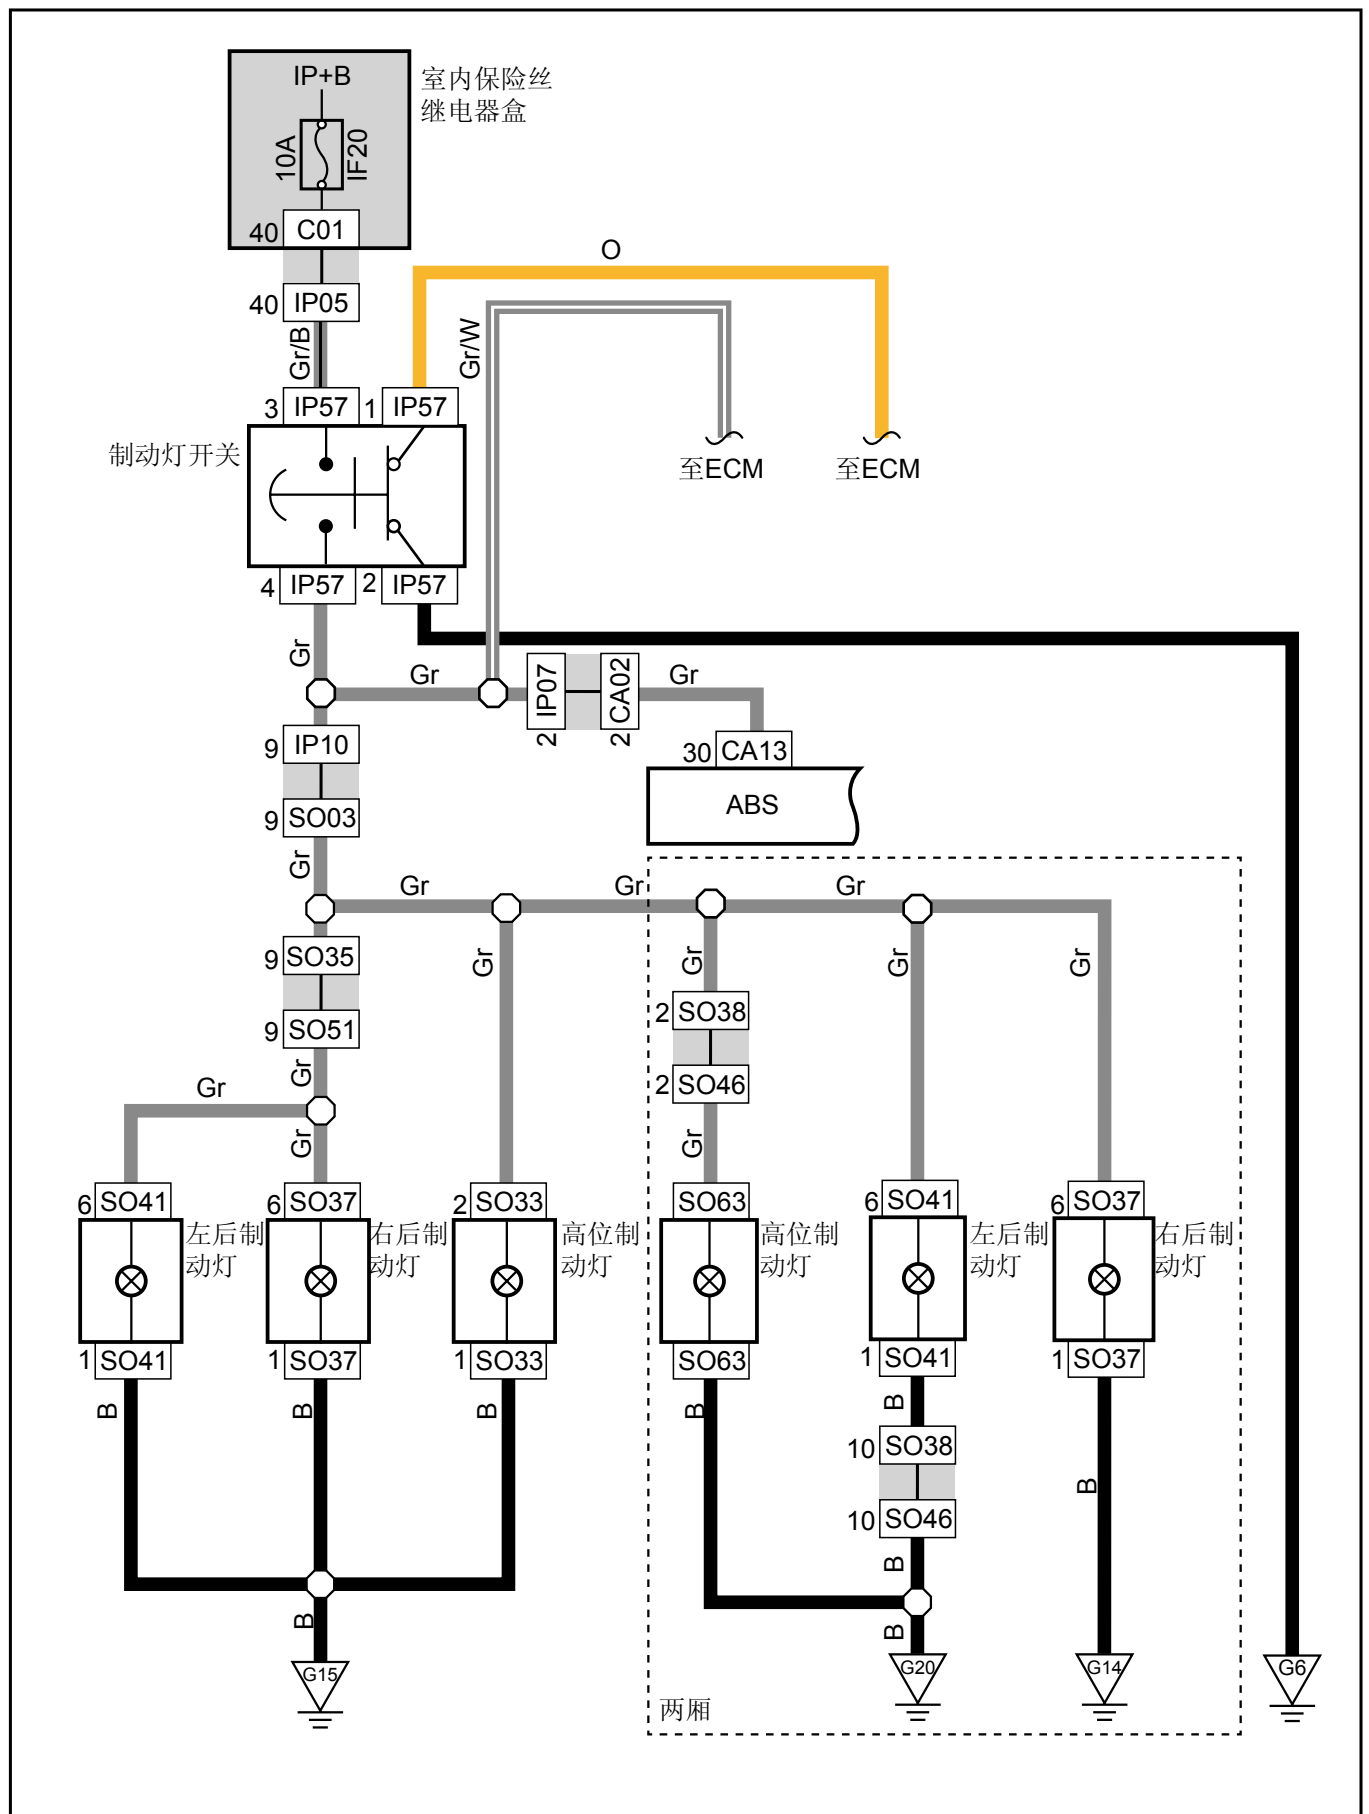 IP+B
室内保险丝
继电器盒
10A
IF20
40
C01
40
IP05
O
Gr/B
Gr/W
3
IP57
1
IP57
制动灯开关
至ECM
至ECM
4
IP57
2
IP57
Gr
Gr
IP07
2
CA02
2
Gr
9
IP10
30
CA13
ABS
9
SO03
Gr
Gr
Gr
Gr
9
SO35
Gr
Gr
Gr
Gr
9
SO51
2
SO38
2
SO46
Gr
Gr
Gr
Gr
6
SO41
6
SO37
2
SO33
SO63
6
SO41
6
SO37
左后制
动灯
右后制
动灯
高位制
动灯
高位制
动灯
左后制
动灯
右后制
动灯
1
SO41
1
SO37
1
SO33
SO63
1
SO41
1
SO37
B
B
B
B
B
10
SO38
B
10
SO46
B
B
B
G15
G20
G14
G6
两厢